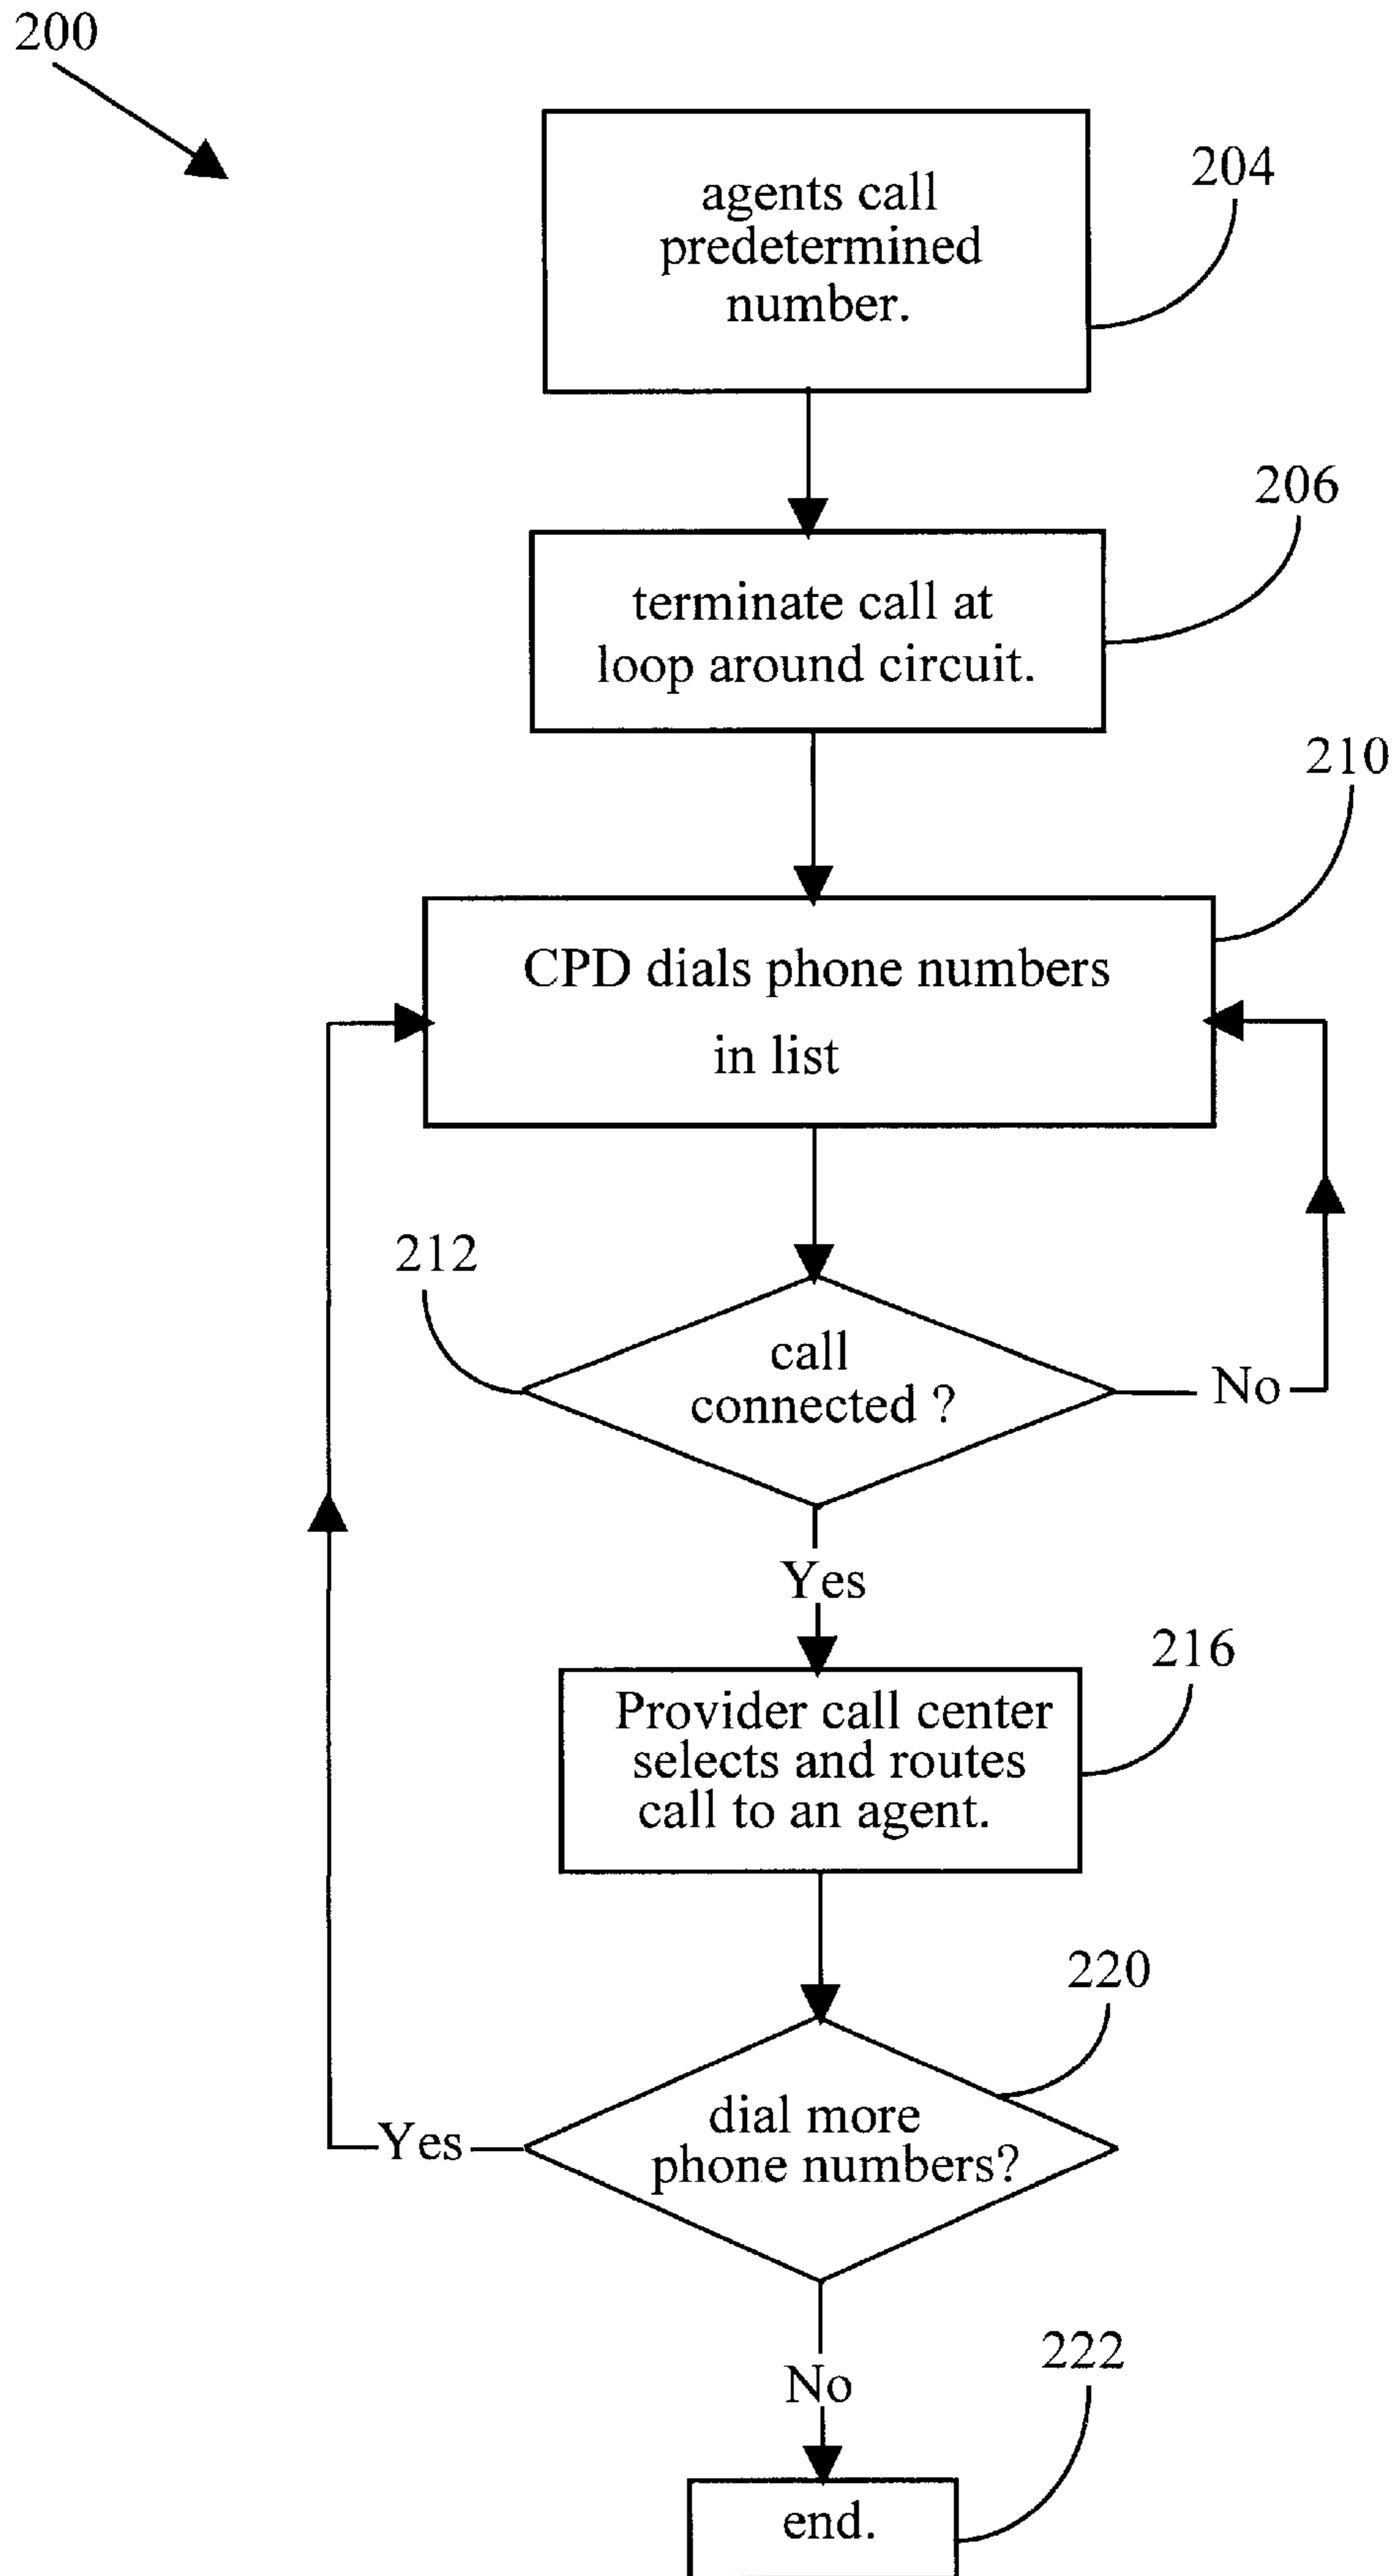 200
agents call
predetermined
number.
204
terminate call at
loop around circuit.
206
CPD dials phone numbers
in list
210
212
call
connected ?
No
Yes
Provider call center
selects and routes
call to an agent.
216
220
dial more
phone numbers?
Yes
No
222
end.